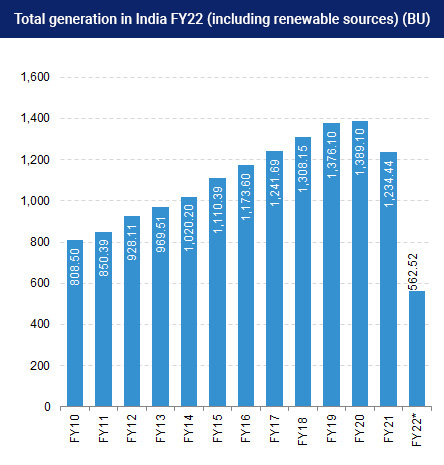 Total generation in India FY22 (including renewable sources) (BU)
1,600
1,400
1,200
1,000
800
600
400
200
0
808.50
850.39
928.11
969.51
1,020.20
1,110.39
1,173.60
1,241.69
1,308.15
1,376.10
1,389.10
1,234.44
562.52
FY10
FY11
FY12
FY13
FY14
FY15
FY16
FY17
FY18
FY19
FY20
FY21
FY22*